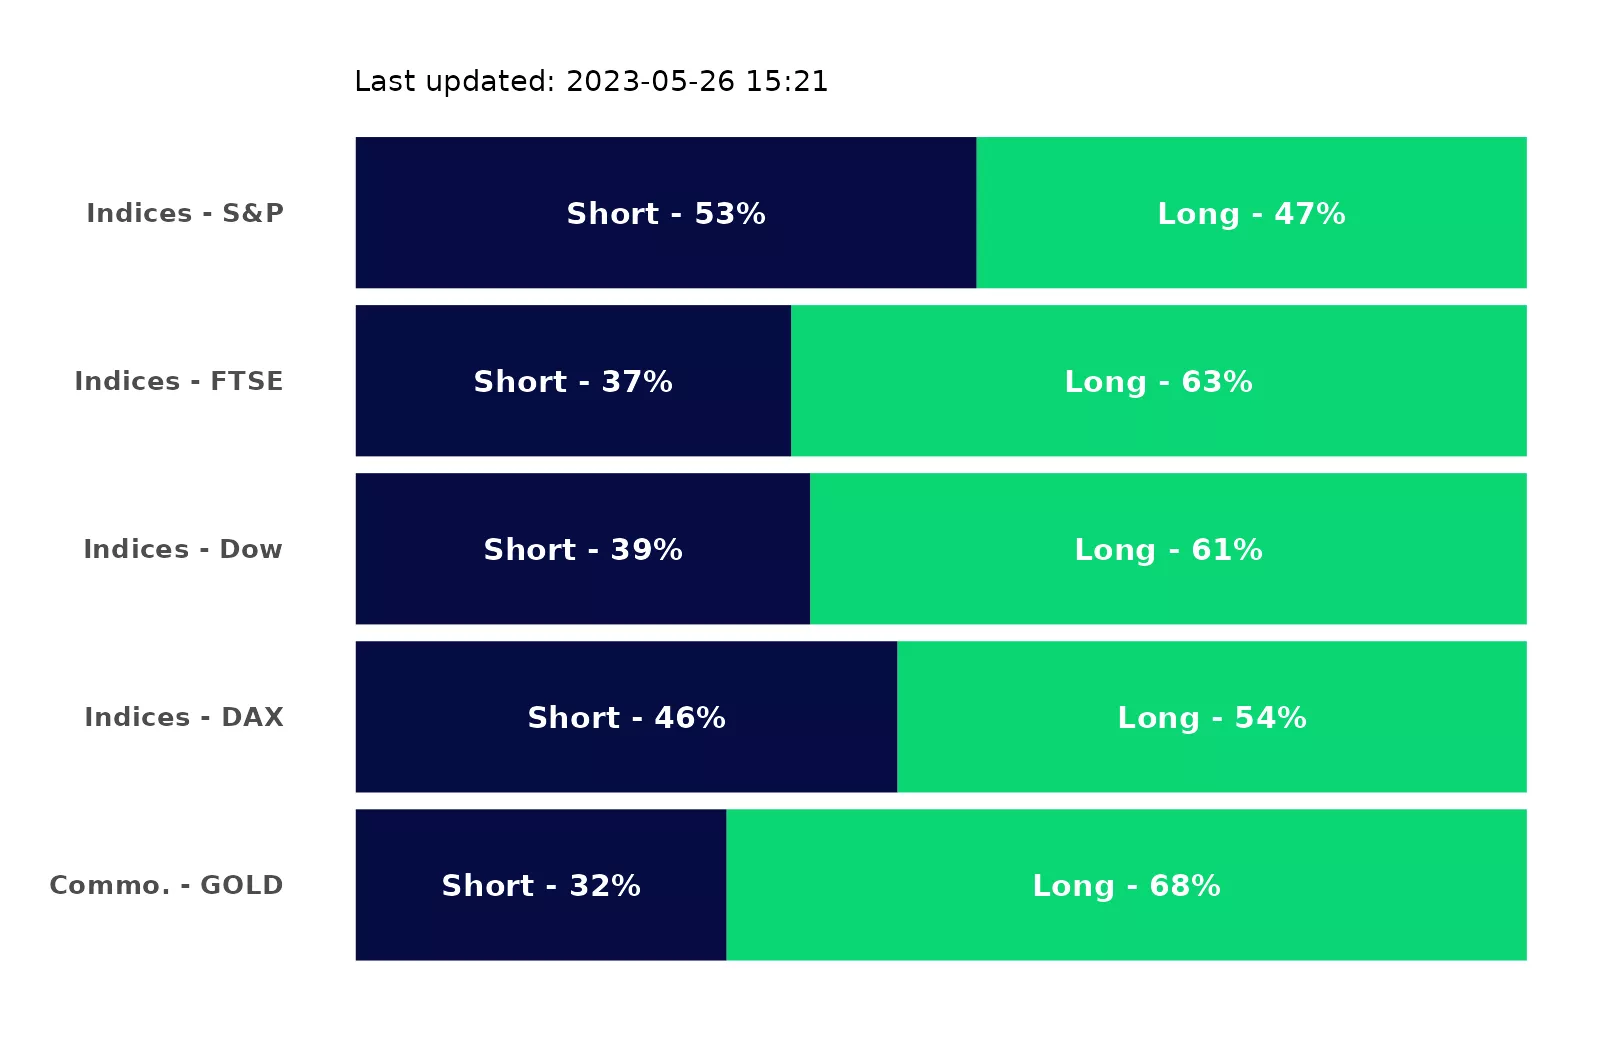 Last updated: 2023-05-26 15:21
Indices - S&P Short - 53% Long - 47%
Indices - FTSE Short - 37% Long - 63%
Indices - Dow Short - 39% Long - 61%
Indices - DAX Short - 46% Long - 54%
Commo. - GOLD Short - 32% Long - 68%